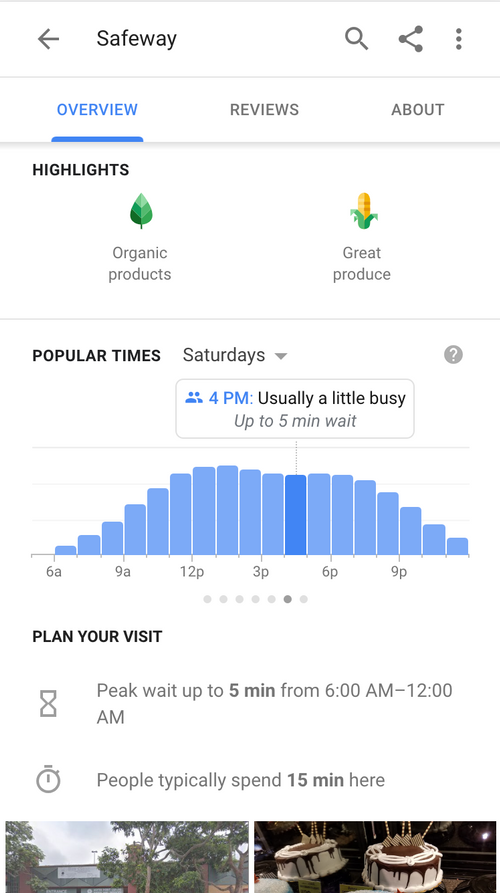 Safeway
OVERVIEW REVIEWS ABOUT
HIGHLIGHTS
Organic
products
Great
produce
POPULAR TIMES Saturdays
4 PM: Usually a little busy
Up to 5 min wait
6a 9a 12p 3p 6p 9p
PLAN YOUR VISIT
Peak wait up to 5 min from 6:00 AM–12:00
AM
People typically spend 15 min here